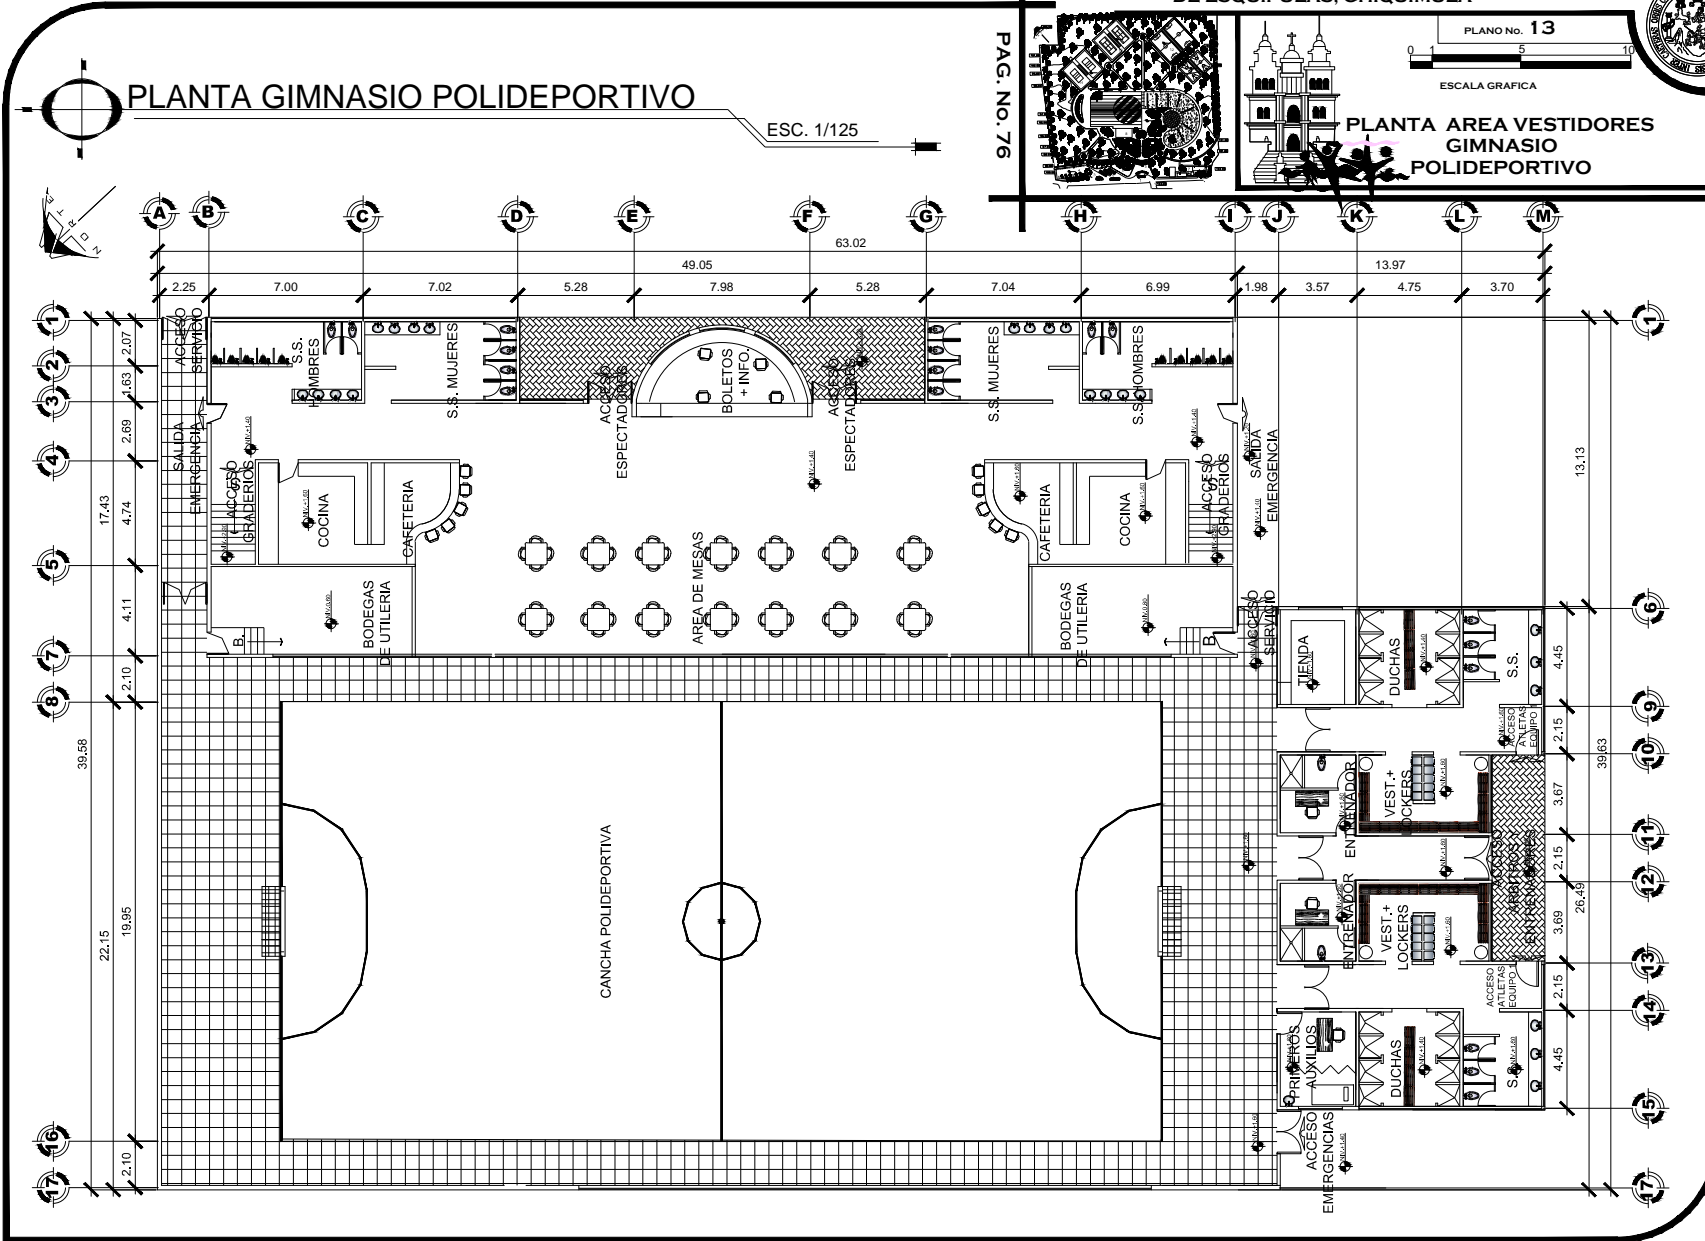 PLANTA GIMNASIO POLIDEPORTIVO
ESC. 1/125
PAG. No. 76
DE ESQUIPULAS, CHIQUIMULA
PLANO No. 13
0 1 5 10
ESCALA GRAFICA
PLANTA AREA VESTIDORES
GIMNASIO
POLIDEPORTIVO
NORTE
A B C D E F G H I J K L M
63.02
49.05 13.97
2.25 7.00 7.02 5.28 7.98 5.28 7.04 6.99 1.98 3.57 4.75 3.70
1
2
3
4
5
7
8
16
17
2.07
1.63
2.69
4.74
4.11
2.10
19.95
2.10
17.43
22.15
39.58
ACCESO
SERVICIO
S.S.
HOMBRES
S.S. MUJERES
ACCESO
ESPECTADORES
BOLETOS
+ INFO.
ACCESO
ESPECTADORES
S.S. MUJERES
S.S. HOMBRES
SALIDA
EMERGENCIA
ACCESO
GRADERIOS
COCINA
CAFETERIA
CAFETERIA
COCINA
ACCESO
GRADERIOS
SALIDA
EMERGENCIA
BODEGAS
DE UTILERIA
B.
AREA DE MESAS
BODEGAS
DE UTILERIA
B.
ACCESO
SERVICIO
TIENDA
DUCHAS
S.S.
ACCESO
ATLETAS
EQUIPO 1
ENTRENADOR
VEST.+
LOCKERS
ACCESO
ARBITROS Y
ENTRENADORES
CANCHA POLIDEPORTIVA
ENTRENADOR
VEST.+
LOCKERS
ACCESO
ATLETAS
EQUIPO 1
PRIMEROS
AUXILIOS
DUCHAS
S.S.
ACCESO
EMERGENCIAS
1
6
9
10
11
12
13
14
15
17
13.13
4.45
2.15
3.67
2.15
3.69
2.15
4.45
26.49
39.63